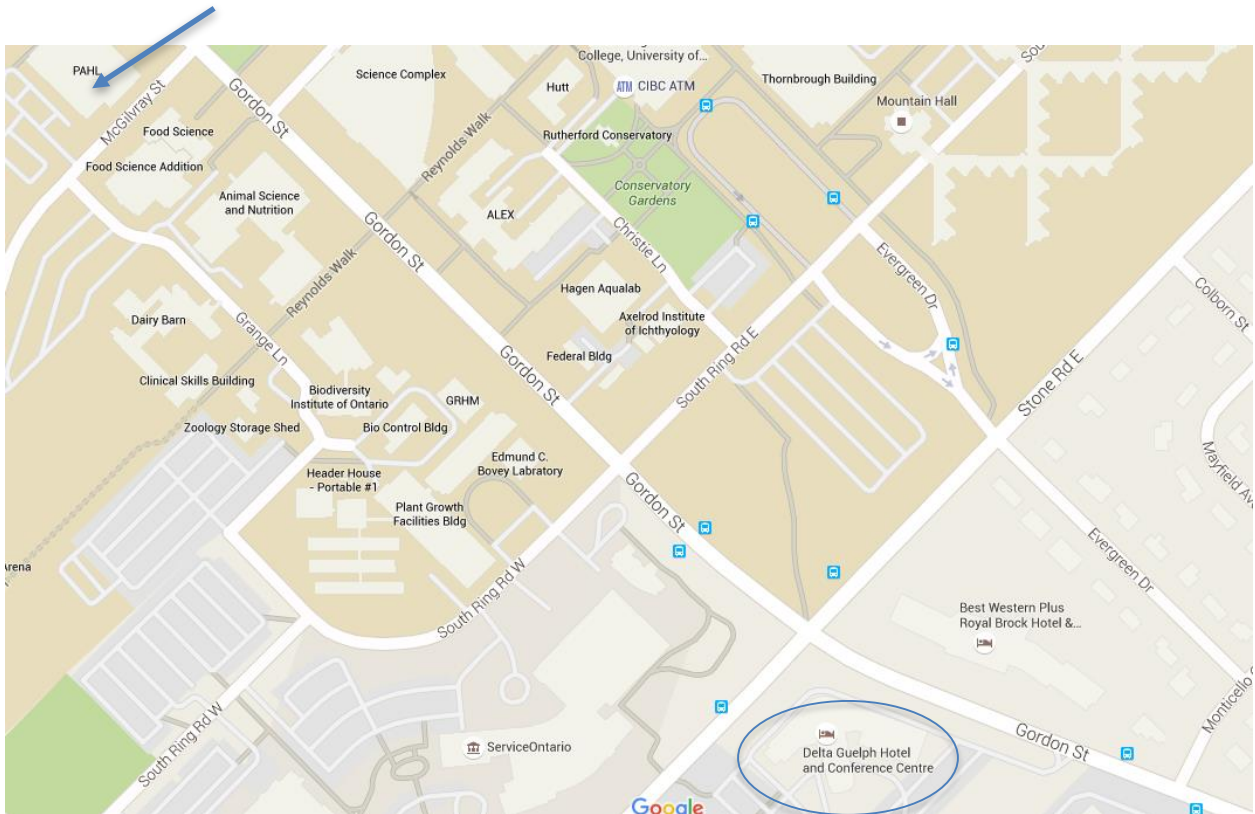 College, University of...
PAHL
Science Complex
Hutt
ATM
CIBC ATM
Thornbrough Building
Mountain Hall
McGilvray St
Gordon St
Food Science
Reynolds Walk
Rutherford Conservatory
Food Science Addition
Animal Science
and Nutrition
Conservatory
Gardens
ALEX
Gordon St
Christie Ln
Evergreen Dr
Reynolds Walk
Hagen Aqualab
Colborn St
Dairy Barn
Axelrod Institute
of Ichthyology
Grange Ln
Federal Bldg
South Ring Rd E
Stone Rd E
Clinical Skills Building
Gordon St
Biodiversity
Institute of Ontario
GRHM
Zoology Storage Shed
Bio Control Bldg
Edmund C.
Bovey Labratory
Header House
- Portable #1
Mayfield Av
Gordon St
Plant Growth
Facilities Bldg
Evergreen Dr
South Ring Rd W
Best Western Plus
Royal Brock Hotel &...
South Ring Rd W
Monticello
ServiceOntario
Delta Guelph Hotel
and Conference Centre
Gordon St
Google